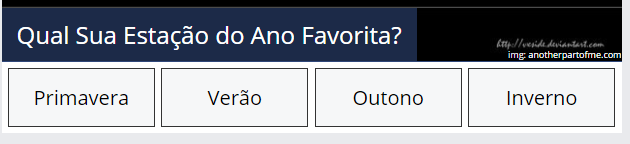 Qual Sua Estação do Ano Favorita?
http://veside.deviantart.com
img: anotherpartofme.com
Primavera
Verão
Outono
Inverno